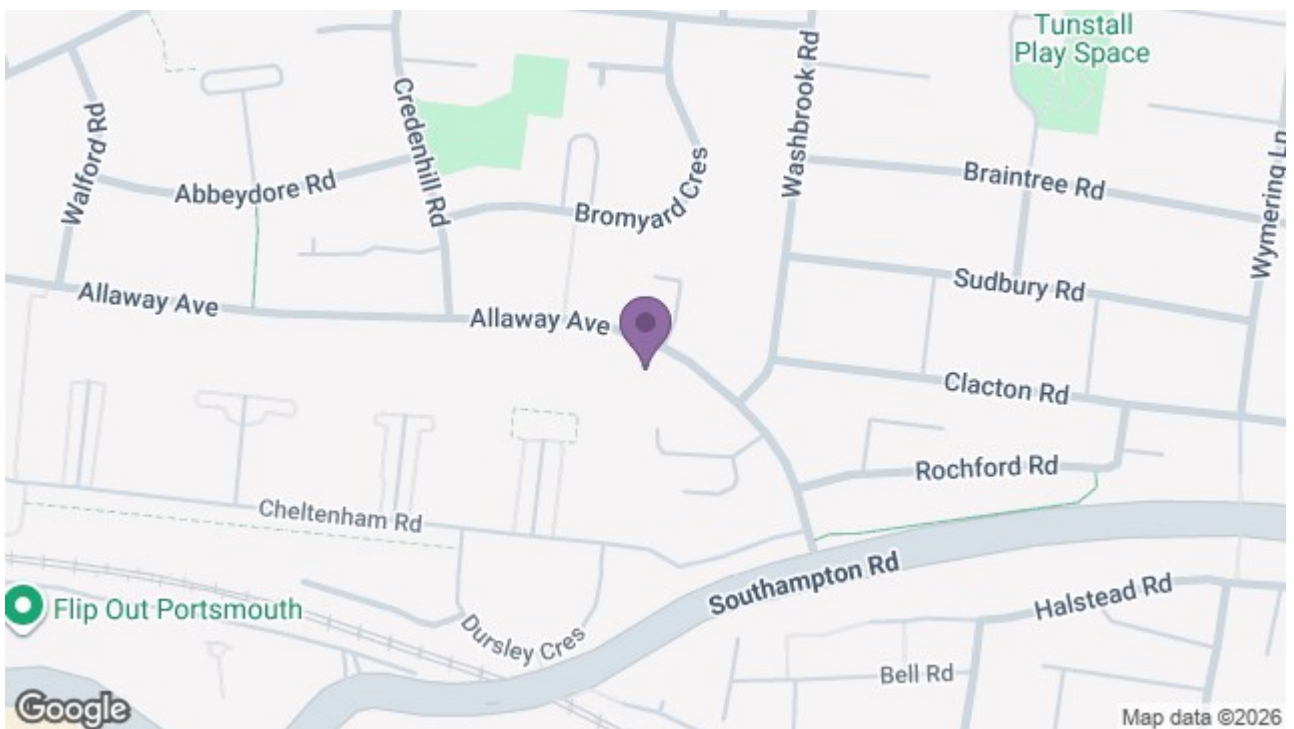 Tunstall
Play Space
Washbrook Rd
Credenhill Rd
Walford Rd
Abbeydore Rd
Bromyard Cres
Braintree Rd
Wymering Ln
Allaway Ave
Allaway Ave
Sudbury Rd
Clacton Rd
Rochford Rd
Cheltenham Rd
Southampton Rd
Halstead Rd
Flip Out Portsmouth
Dursley Cres
Bell Rd
Google
Map data ©2026